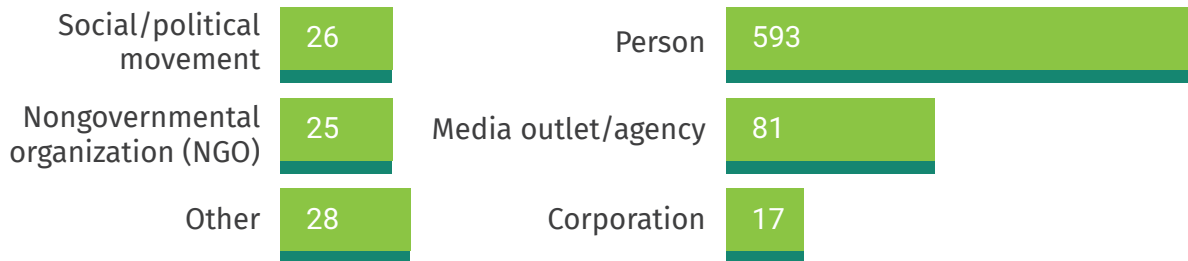 Social/political
movement
26
Nongovernmental
organization (NGO)
25
Other
28
Person
593
Media outlet/agency
81
Corporation
17